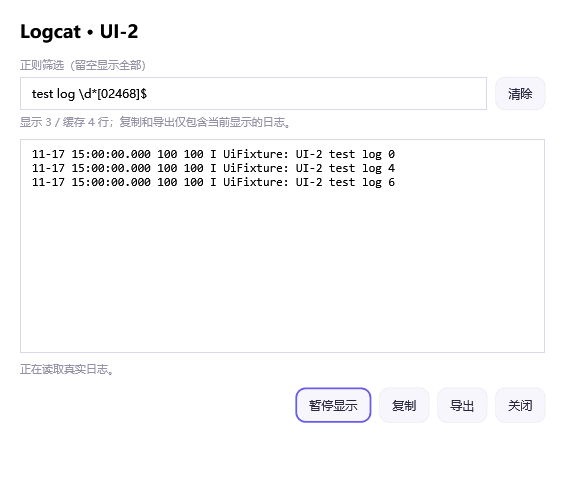 Logcat • UI-2
正则筛选（留空显示全部）
test log \d*[02468]$
清除
显示 3 / 缓存 4 行；复制和导出仅包含当前显示的日志。
11-17 15:00:00.000 100 100 I UiFixture: UI-2 test log 0
11-17 15:00:00.000 100 100 I UiFixture: UI-2 test log 4
11-17 15:00:00.000 100 100 I UiFixture: UI-2 test log 6
正在读取真实日志。
暂停显示 复制 导出 关闭